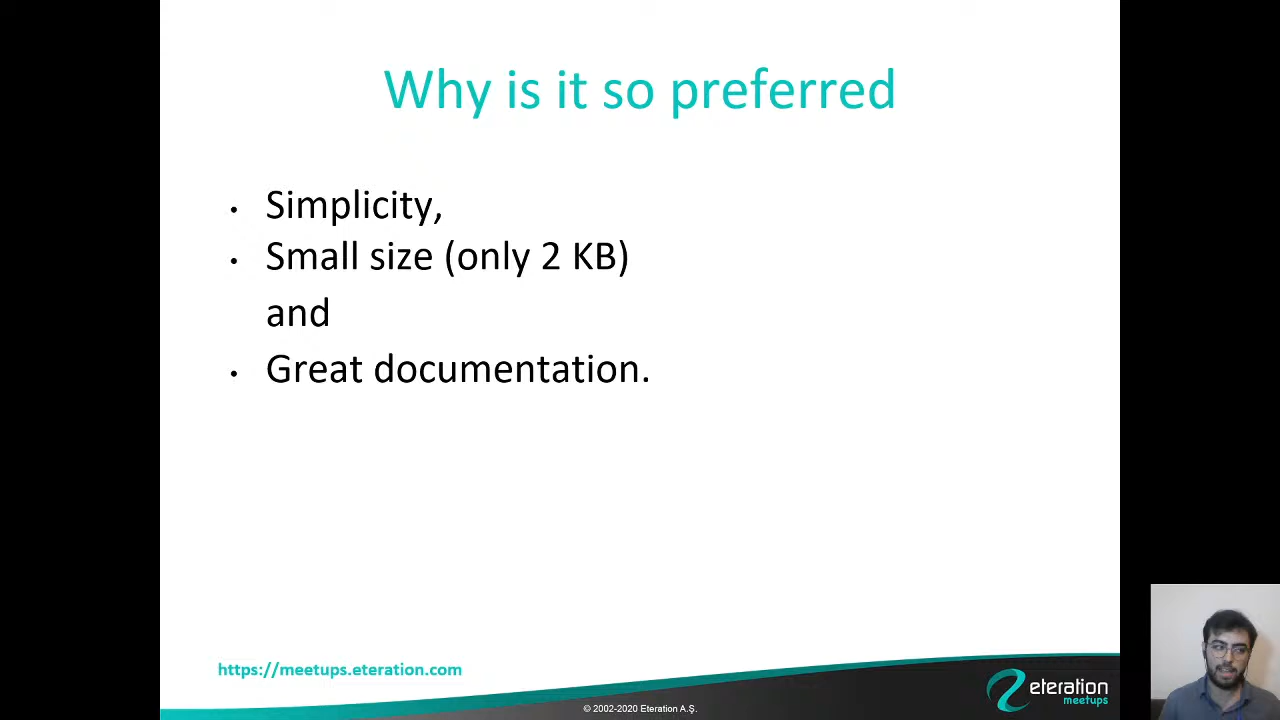 Why is it so preferred
• Simplicity,
• Small size (only 2 KB)
and
• Great documentation.
https://meetups.eteration.com
© 2002-2020 Eteration A.Ş.
eteration
meetups